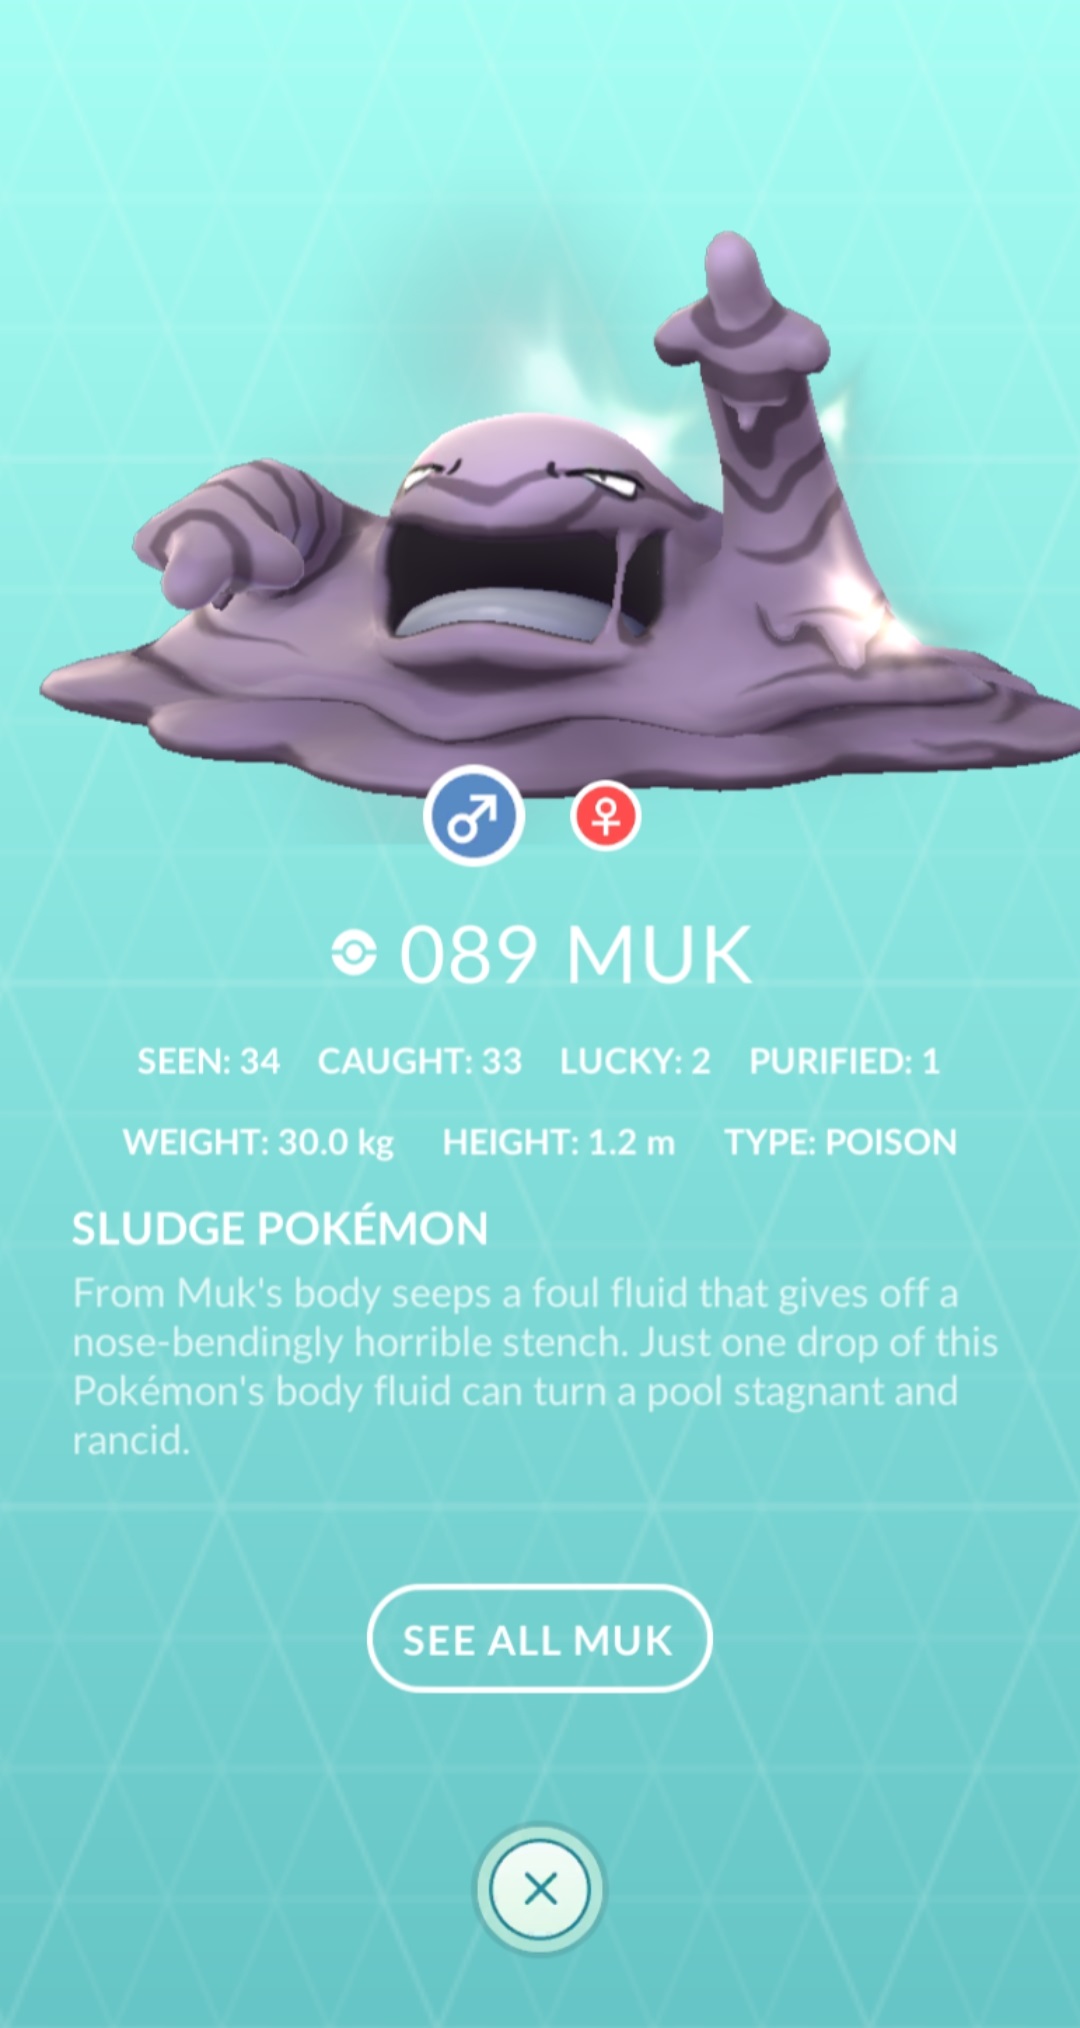 089 MUK
SEEN: 34 CAUGHT: 33 LUCKY: 2 PURIFIED: 1
WEIGHT: 30.0 kg HEIGHT: 1.2 m TYPE: POISON
SLUDGE POKÉMON
From Muk's body seeps a foul fluid that gives off a
nose-bendingly horrible stench. Just one drop of this
Pokémon's body fluid can turn a pool stagnant and
rancid.
SEE ALL MUK